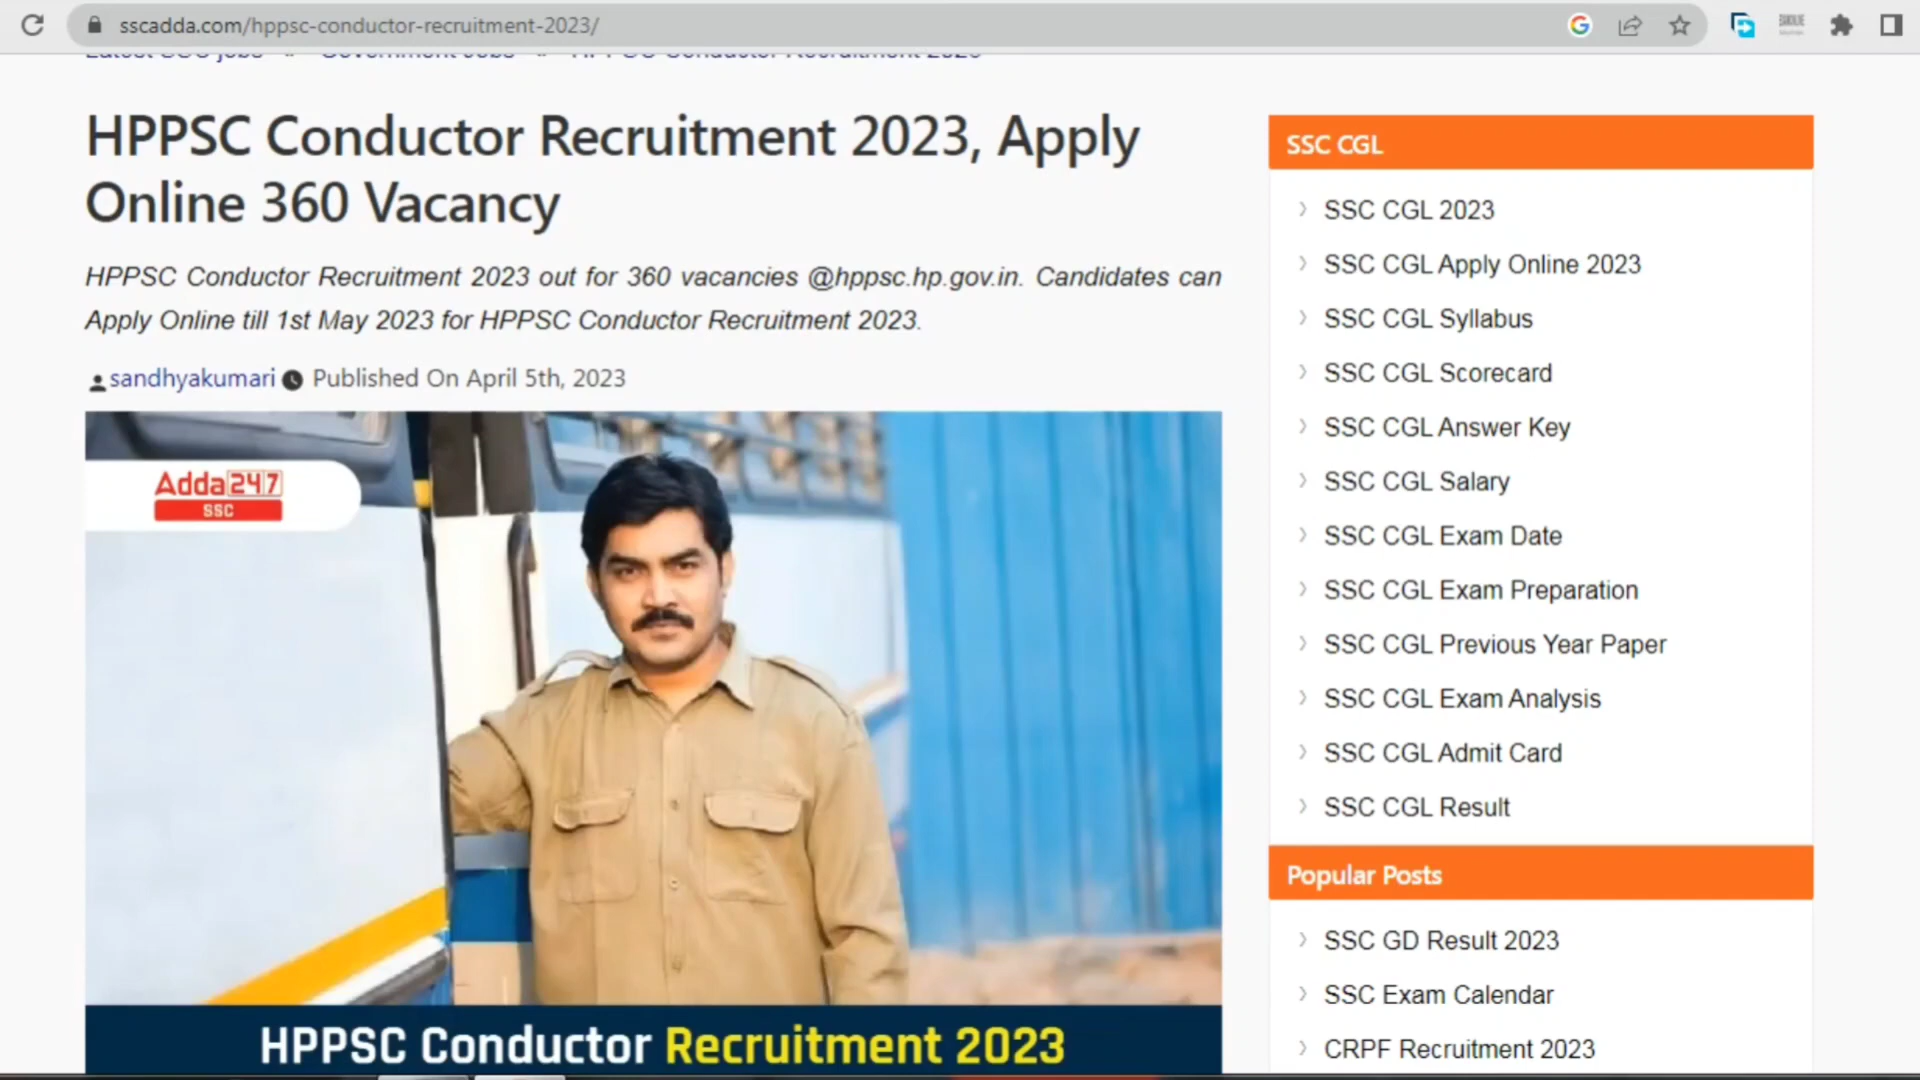 sscadda.com/hppsc-conductor-recruitment-2023/
HPPSC Conductor Recruitment 2023, Apply
Online 360 Vacancy
HPPSC Conductor Recruitment 2023 out for 360 vacancies @hppsc.hp.gov.in. Candidates can
Apply Online till 1st May 2023 for HPPSC Conductor Recruitment 2023.
sandhyakumari Published On April 5th, 2023
Adda247
SSC
HPPSC Conductor Recruitment 2023
SSC CGL
SSC CGL 2023
SSC CGL Apply Online 2023
SSC CGL Syllabus
SSC CGL Scorecard
SSC CGL Answer Key
SSC CGL Salary
SSC CGL Exam Date
SSC CGL Exam Preparation
SSC CGL Previous Year Paper
SSC CGL Exam Analysis
SSC CGL Admit Card
SSC CGL Result
Popular Posts
SSC GD Result 2023
SSC Exam Calendar
CRPF Recruitment 2023